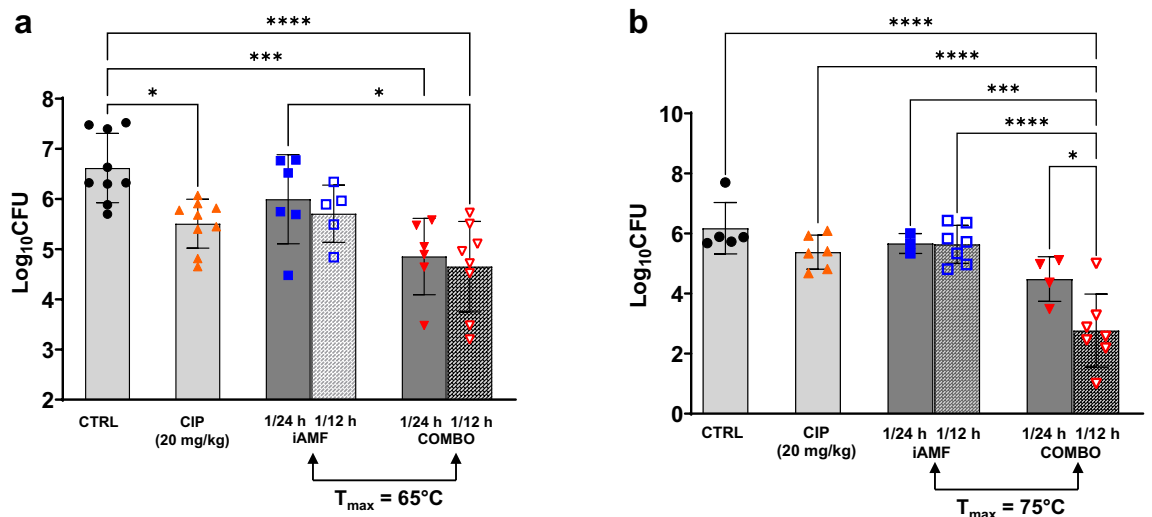 a
****
***
*
*
Log10CFU
8
7
6
5
4
3
2
CTRL
CIP
(20 mg/kg)
1/24 h 1/12 h
iAMF
1/24 h 1/12 h
COMBO
Tmax = 65°C
b
****
****
***
****
*
Log10CFU
10
8
6
4
2
0
CTRL
CIP
(20 mg/kg)
1/24 h 1/12 h
iAMF
1/24 h 1/12 h
COMBO
Tmax = 75°C